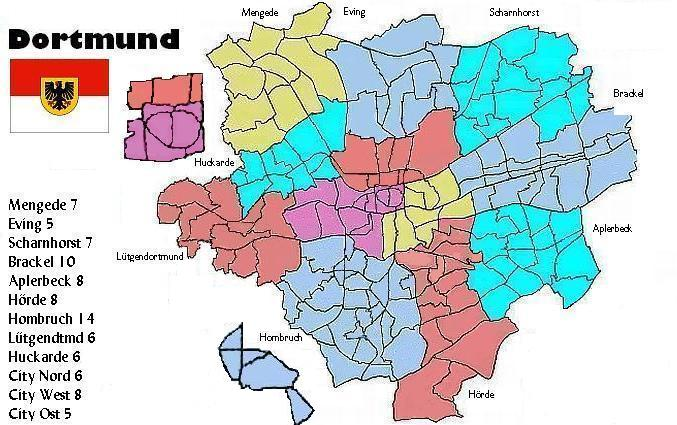 Dortmund
Mengede
Eving
Scharnhorst
Brackel
Huckarde
Lütgendortmund
Aplerbeck
Hombruch
Hörde
Mengede 7
Eving 5
Scharnhorst 7
Brackel 10
Aplerbeck 8
Hörde 8
Hombruch 14
Lütgendtmd 6
Huckarde 6
City Nord 6
City West 8
City Ost 5